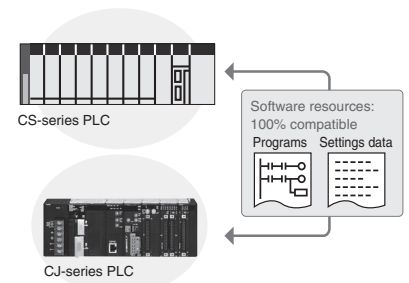 CS-series PLC
Software resources:
100% compatible
Programs Settings data
CJ-series PLC